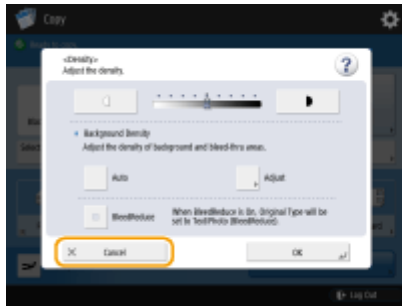 Copy
<Density>
Adjust the density.
Background Density
Adjust the density of background and bleed-thru areas.
Auto
Adjust
BleedReduce
When BleedReduce is On, Original Type will be
set to Text/Photo (BleedReduce).
Cancel
OK
Log Out